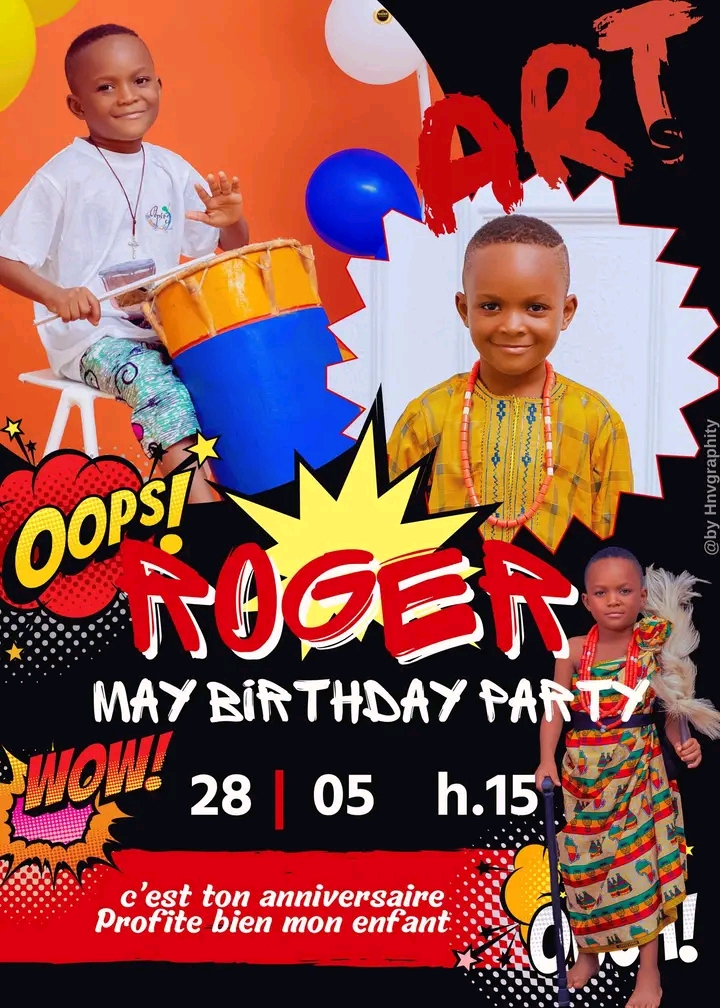 ARTs
OOPS!
ROGER
MAY BiRTHDAY PARTY
WOW!
28 | 05 h.15
c'est ton anniversaire
Profite bien mon enfant
@by Hnvgraphity